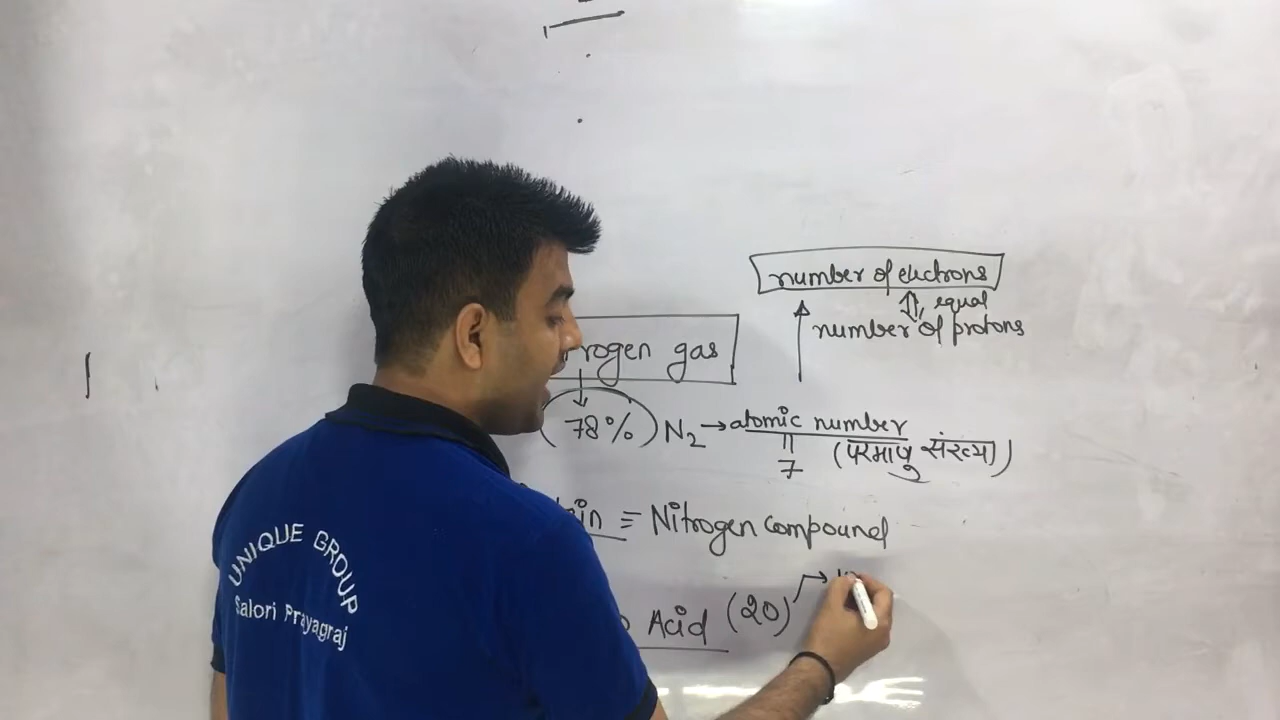 number of electrons
equal
number of protons
rogen gas
78% N2 → atomic number
7 (परमाणु संख्या)
ein ≡ Nitrogen compound
Acid (20) →
UNIQUE GROUP
Salori Prayagraj